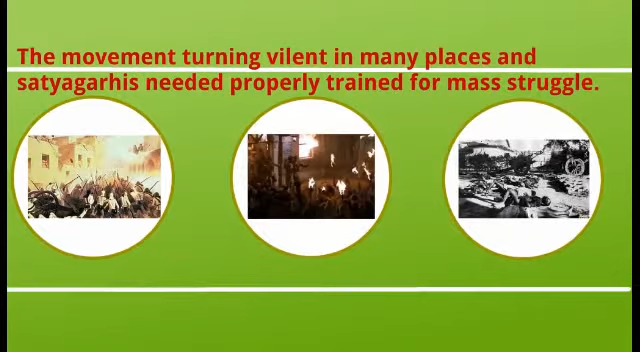 The movement turning vilent in many places and
satyagarhis needed properly trained for mass struggle.